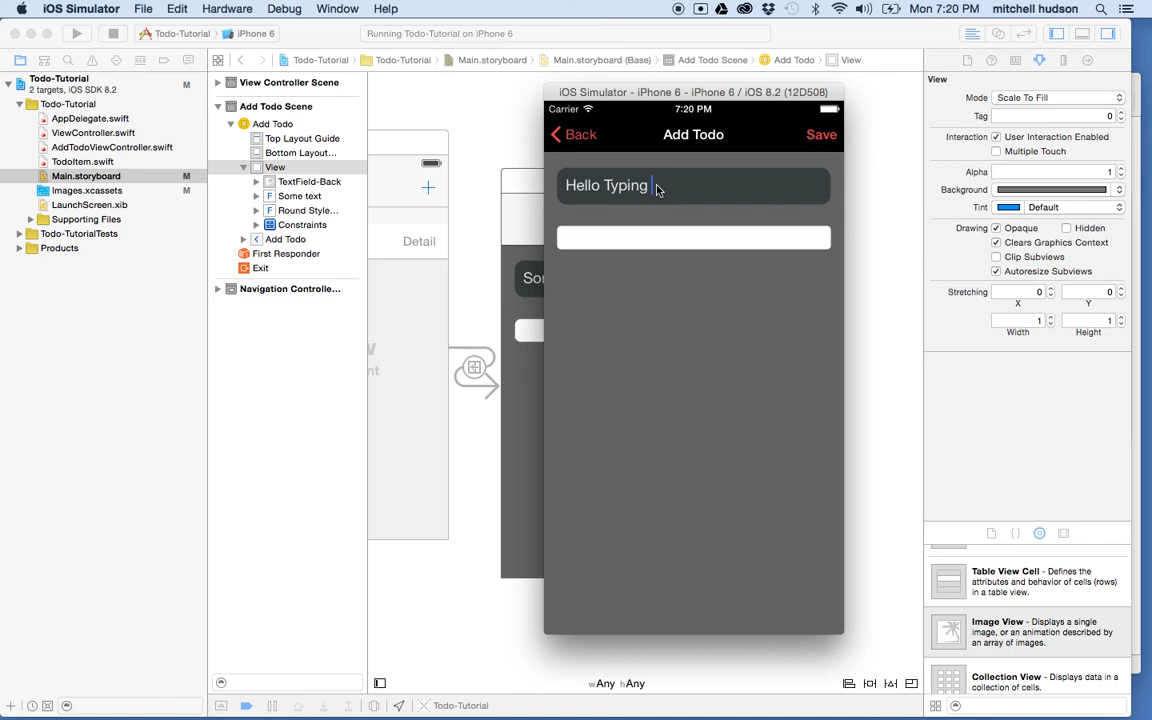 iOS Simulator File Edit Hardware Debug Window Help Mon 7:20 PM mitchell hudson
Todo-Tutorial iPhone 6 Running Todo-Tutorial on iPhone 6
Todo-Tutorial Todo-Tutorial Main.storyboard Main.storyboard (Base) Add Todo Scene Add Todo View
Todo-Tutorial M
2 targets, iOS SDK 8.2
Todo-Tutorial
AppDelegate.swift
ViewController.swift
AddTodoViewController.swift
TodoItem.swift
Main.storyboard M
Images.xcassets M
LaunchScreen.xib
Supporting Files
Todo-TutorialTests
Products
View Controller Scene
Add Todo Scene
Add Todo
Top Layout Guide
Bottom Layout...
View
TextField-Back
F Some text
F Round Style...
Constraints
Add Todo
First Responder
Exit
Navigation Controlle...
Detail
Son
iOS Simulator - iPhone 6 - iPhone 6 / iOS 8.2 (12D508)
Carrier 7:20 PM
Back Add Todo Save
Hello Typing
View
Mode Scale To Fill
Tag 0
Interaction User Interaction Enabled
Multiple Touch
Alpha 1
Background
Tint Default
Drawing Opaque Hidden
Clears Graphics Context
Clip Subviews
Autoresize Subviews
Stretching 0 0
X Y
1 1
Width Height
Table View Cell - Defines the
attributes and behavior of cells (rows)
in a table view.
Image View - Displays a single
image, or an animation described by
an array of images.
Collection View - Displays data in a
collection of cells.
wAny hAny
Todo-Tutorial